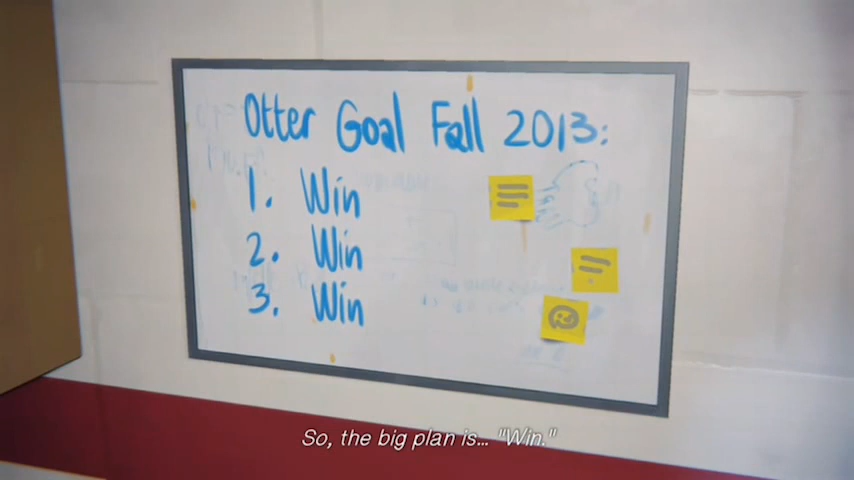 Otter Goal Fall 2013:
1. Win
2. Win
3. Win
So, the big plan is... "Win."